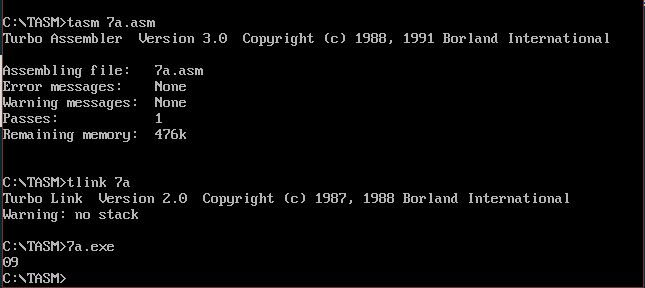 C:\TASM>tasm 7a.asm
Turbo Assembler  Version 3.0  Copyright (c) 1988, 1991 Borland International
Assembling file:   7a.asm
Error messages:    None
Warning messages:  None
Passes:            1
Remaining memory:  476k
C:\TASM>tlink 7a
Turbo Link  Version 2.0  Copyright (c) 1987, 1988 Borland International
Warning: no stack
C:\TASM>7a.exe
09
C:\TASM>